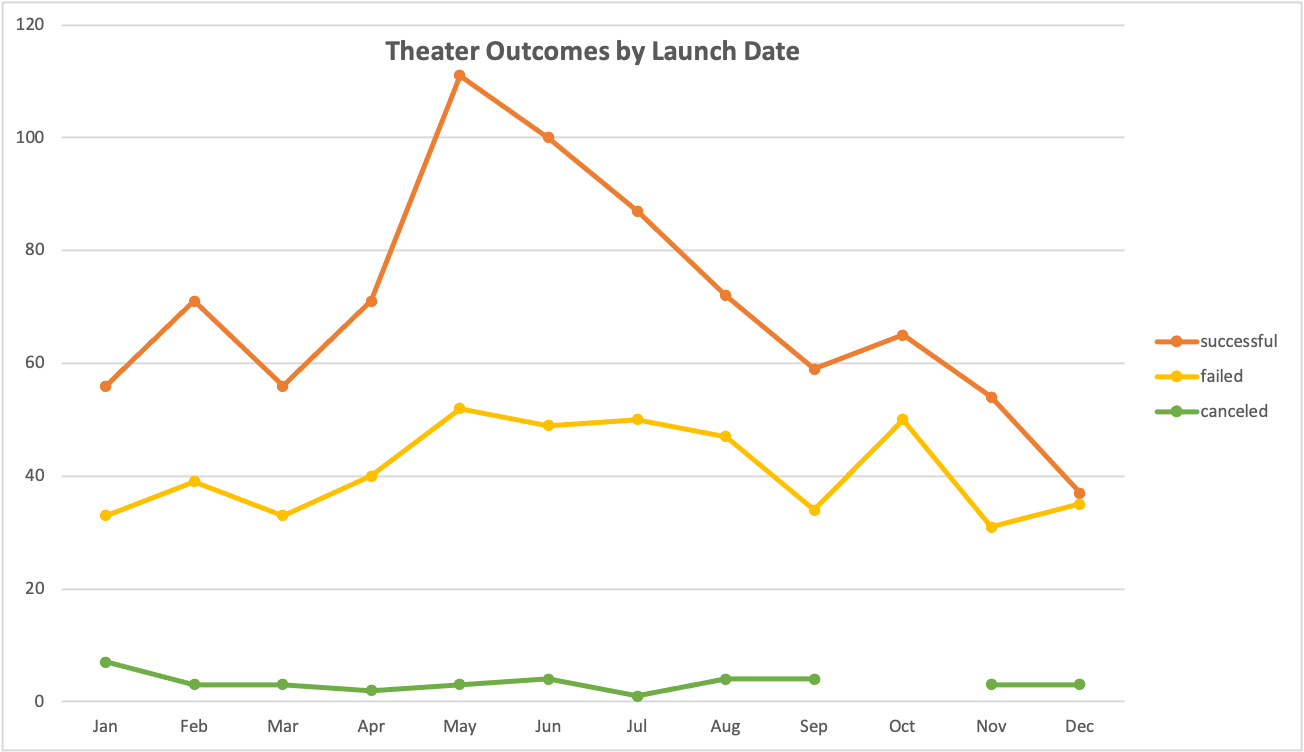 Theater Outcomes by Launch Date
120
100
80
60
40
20
0
Jan Feb Mar Apr May Jun Jul Aug Sep Oct Nov Dec
successful
failed
canceled